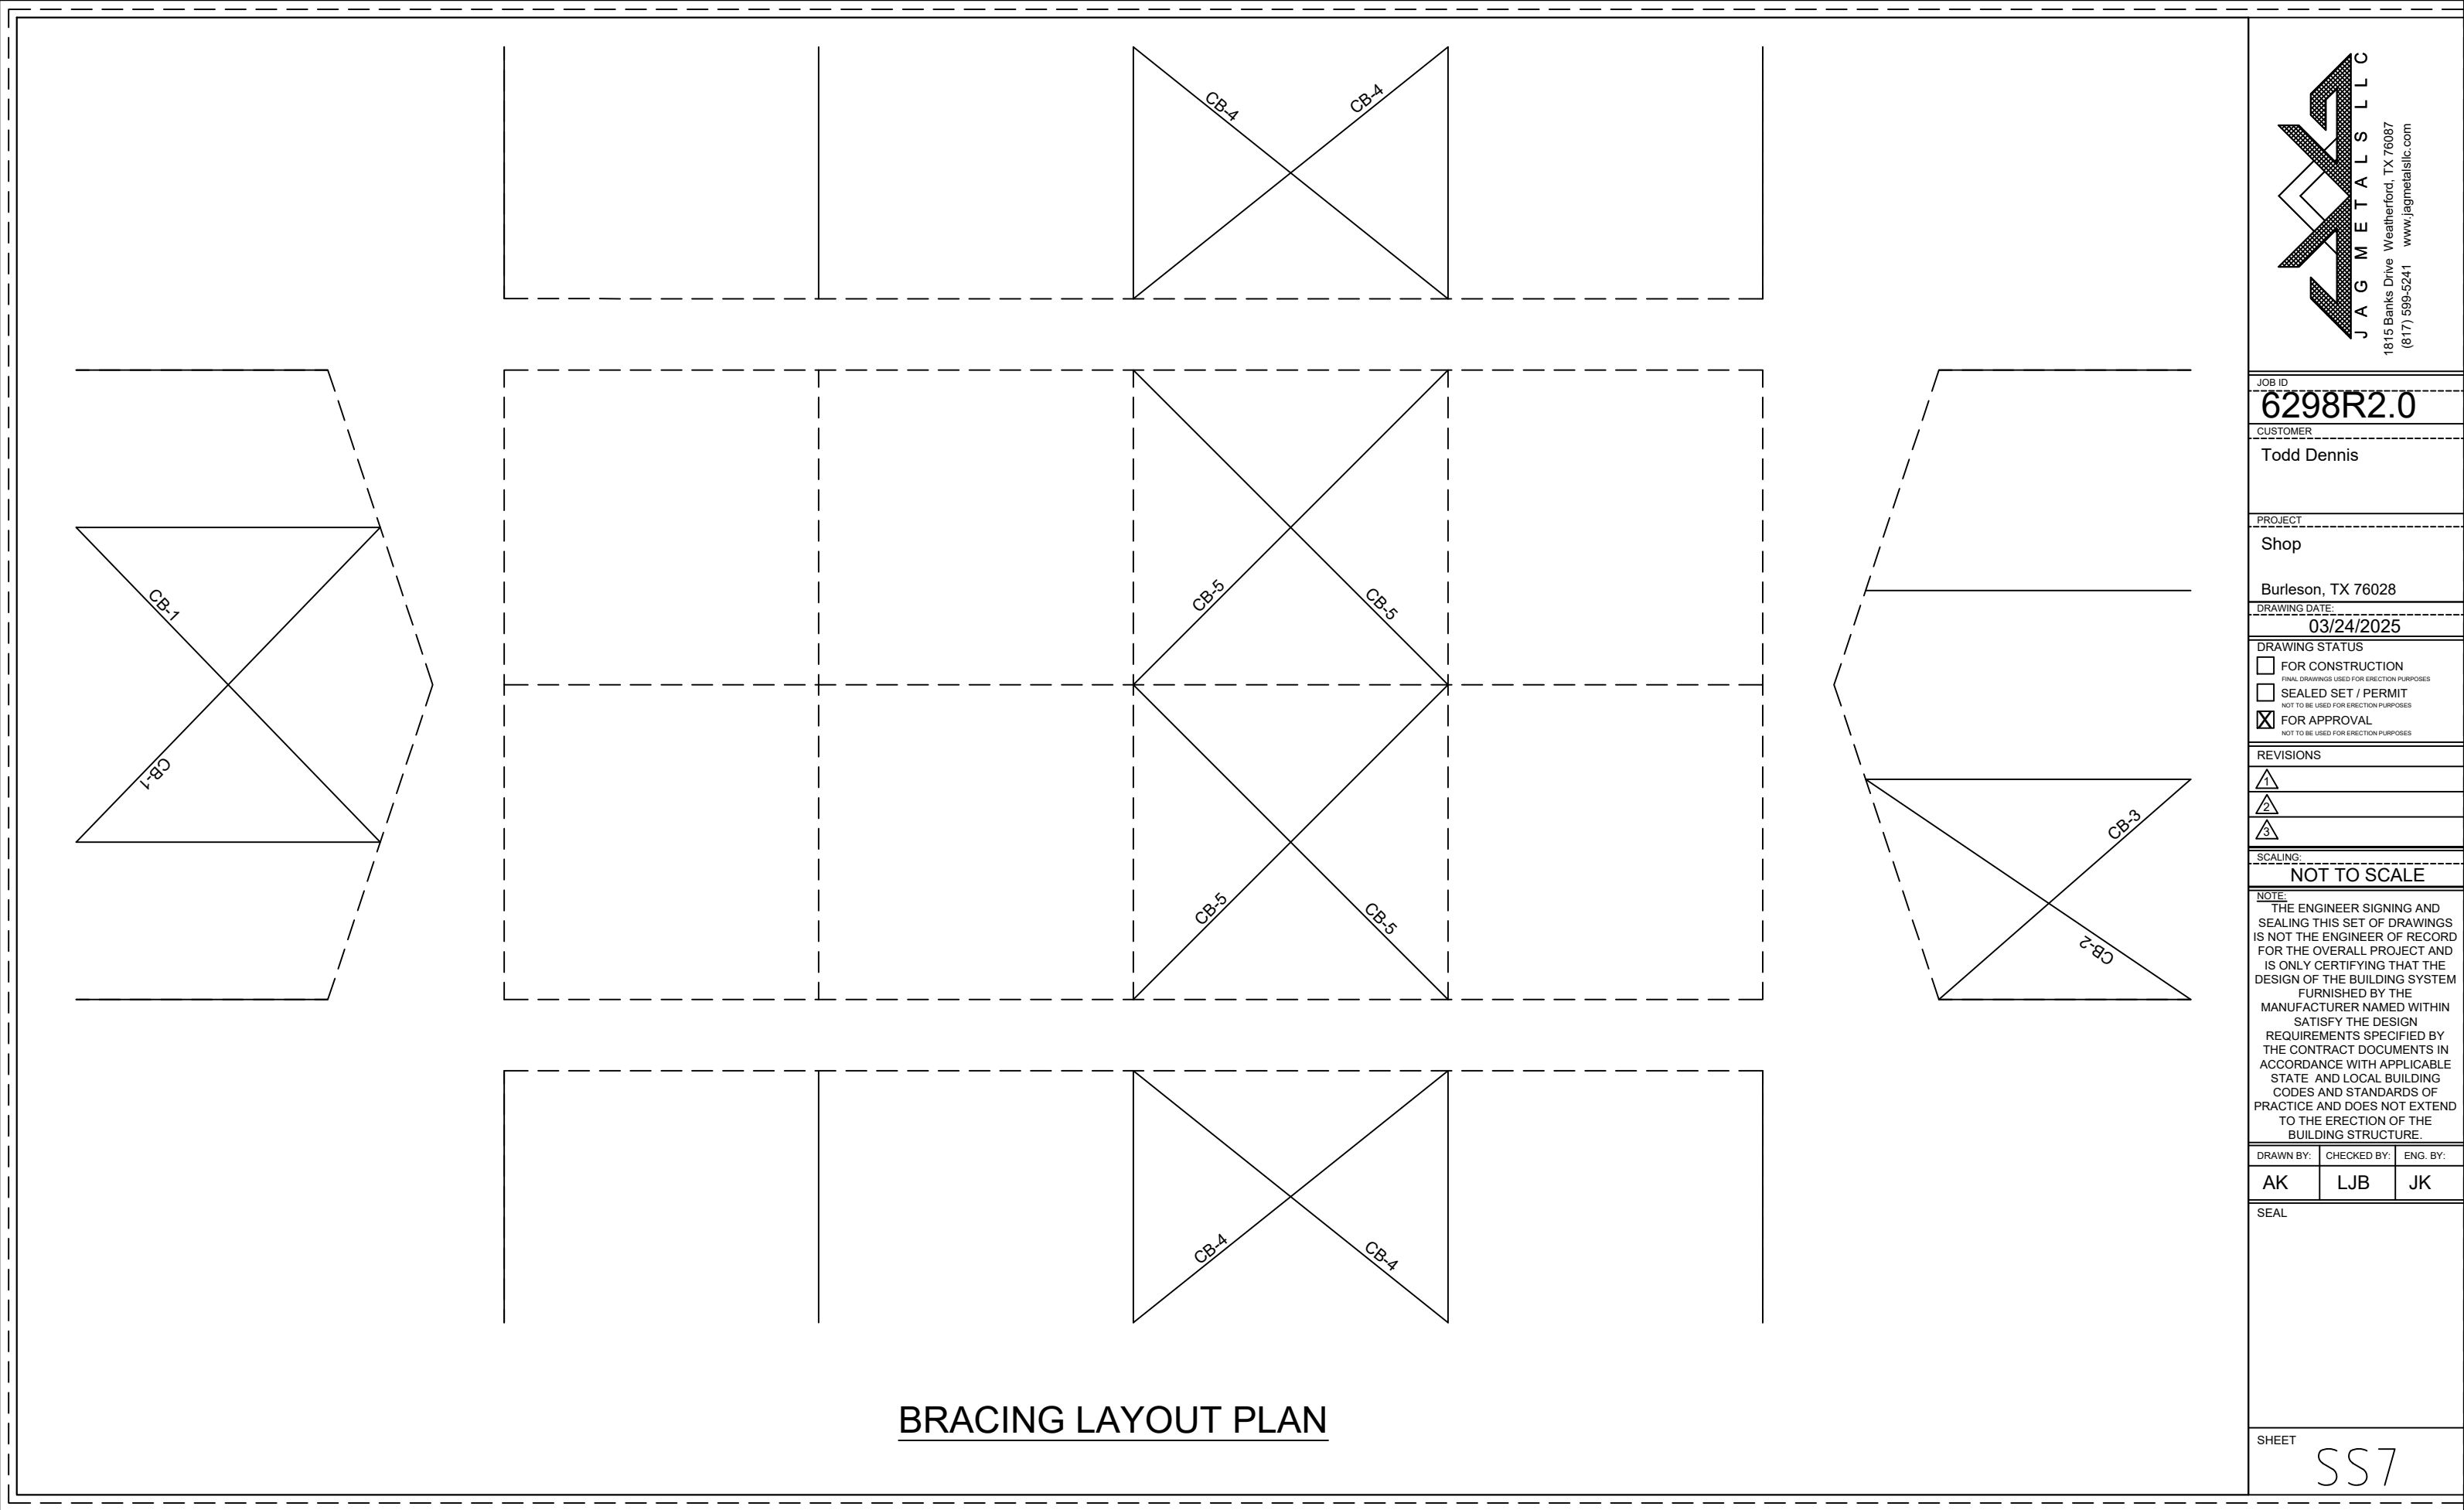 CB-4
CB-4
CB-1
CB-1
CB-5
CB-5
CB-5
CB-5
CB-3
CB-2
CB-4
CB-4
BRACING LAYOUT PLAN
JAG METALS LLC
1815 Banks Drive Weatherford, TX 76087
(817) 599-5241 www.jagmetalsllc.com
JOB ID
6298R2.0
CUSTOMER
Todd Dennis
PROJECT
Shop
Burleson, TX 76028
DRAWING DATE:
03/24/2025
DRAWING STATUS
FOR CONSTRUCTION
FINAL DRAWINGS USED FOR ERECTION PURPOSES
SEALED SET / PERMIT
NOT TO BE USED FOR ERECTION PURPOSES
X FOR APPROVAL
NOT TO BE USED FOR ERECTION PURPOSES
REVISIONS
1
2
3
SCALING:
NOT TO SCALE
NOTE:
THE ENGINEER SIGNING AND
SEALING THIS SET OF DRAWINGS
IS NOT THE ENGINEER OF RECORD
FOR THE OVERALL PROJECT AND
IS ONLY CERTIFYING THAT THE
DESIGN OF THE BUILDING SYSTEM
FURNISHED BY THE
MANUFACTURER NAMED WITHIN
SATISFY THE DESIGN
REQUIREMENTS SPECIFIED BY
THE CONTRACT DOCUMENTS IN
ACCORDANCE WITH APPLICABLE
STATE AND LOCAL BUILDING
CODES AND STANDARDS OF
PRACTICE AND DOES NOT EXTEND
TO THE ERECTION OF THE
BUILDING STRUCTURE.
DRAWN BY: CHECKED BY: ENG. BY:
AK LJB JK
SEAL
SHEET
SS7